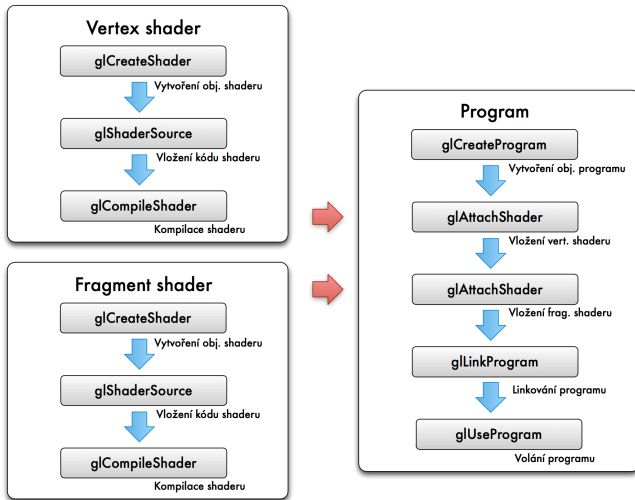 Vertex shader
glCreateShader
Vytvoření obj. shaderu
glShaderSource
Vložení kódu shaderu
glCompileShader
Kompilace shaderu
Fragment shader
glCreateShader
Vytvoření obj. shaderu
glShaderSource
Vložení kódu shaderu
glCompileShader
Kompilace shaderu
Program
glCreateProgram
Vytvoření obj. programu
glAttachShader
Vložení vert. shaderu
glAttachShader
Vložení frag. shaderu
glLinkProgram
Linkování programu
glUseProgram
Volání programu